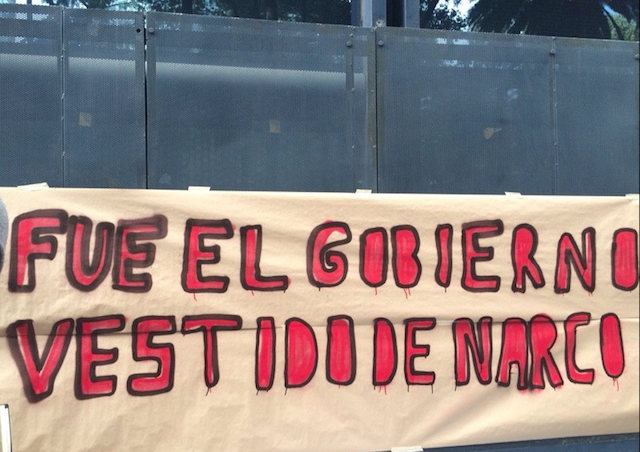 FUE EL GOBIERNO
VESTIDO DE NARCO